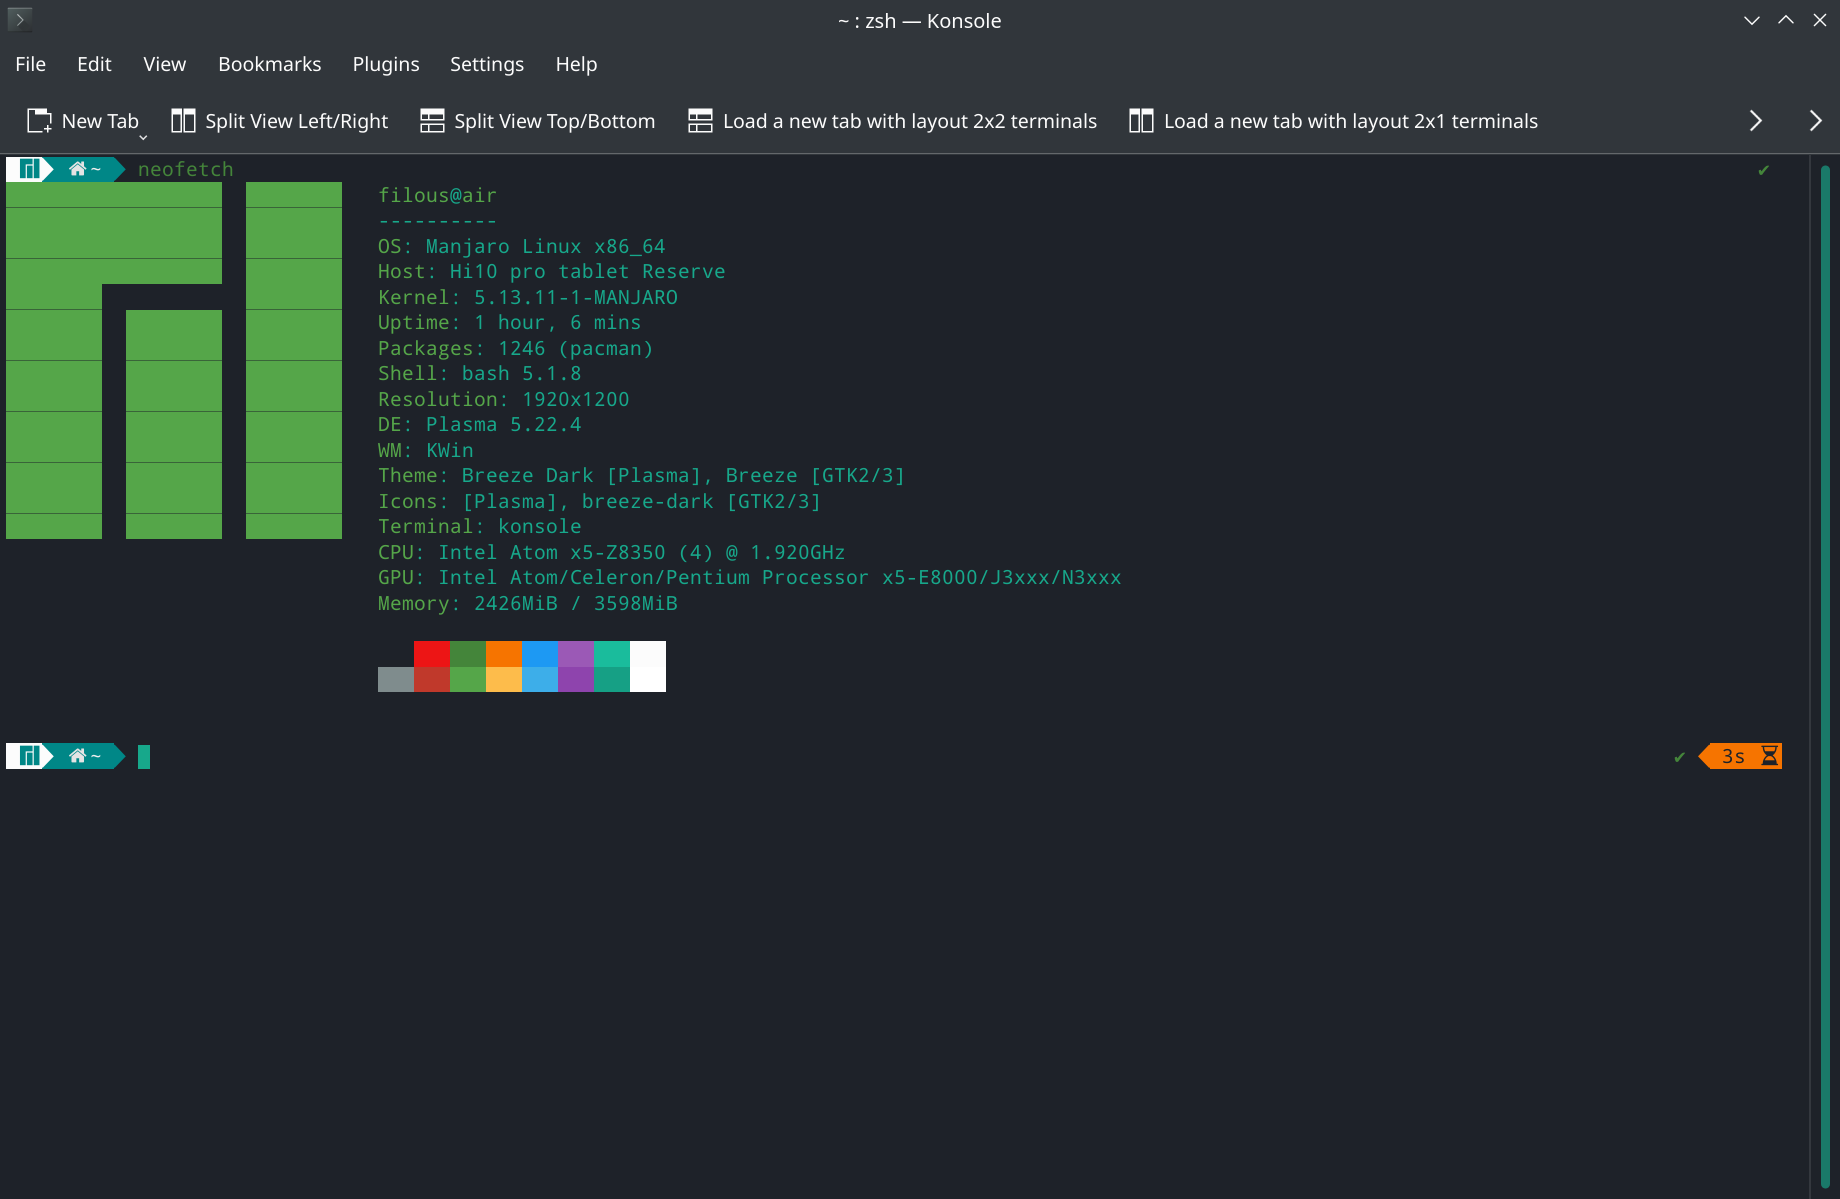 ~ : zsh — Konsole
File Edit View Bookmarks Plugins Settings Help
New Tab Split View Left/Right Split View Top/Bottom Load a new tab with layout 2x2 terminals Load a new tab with layout 2x1 terminals
~ neofetch ✔
filous@air
----------
OS: Manjaro Linux x86_64
Host: Hi10 pro tablet Reserve
Kernel: 5.13.11-1-MANJARO
Uptime: 1 hour, 6 mins
Packages: 1246 (pacman)
Shell: bash 5.1.8
Resolution: 1920x1200
DE: Plasma 5.22.4
WM: KWin
Theme: Breeze Dark [Plasma], Breeze [GTK2/3]
Icons: [Plasma], breeze-dark [GTK2/3]
Terminal: konsole
CPU: Intel Atom x5-Z8350 (4) @ 1.920GHz
GPU: Intel Atom/Celeron/Pentium Processor x5-E8000/J3xxx/N3xxx
Memory: 2426MiB / 3598MiB
~ ✔ 3s